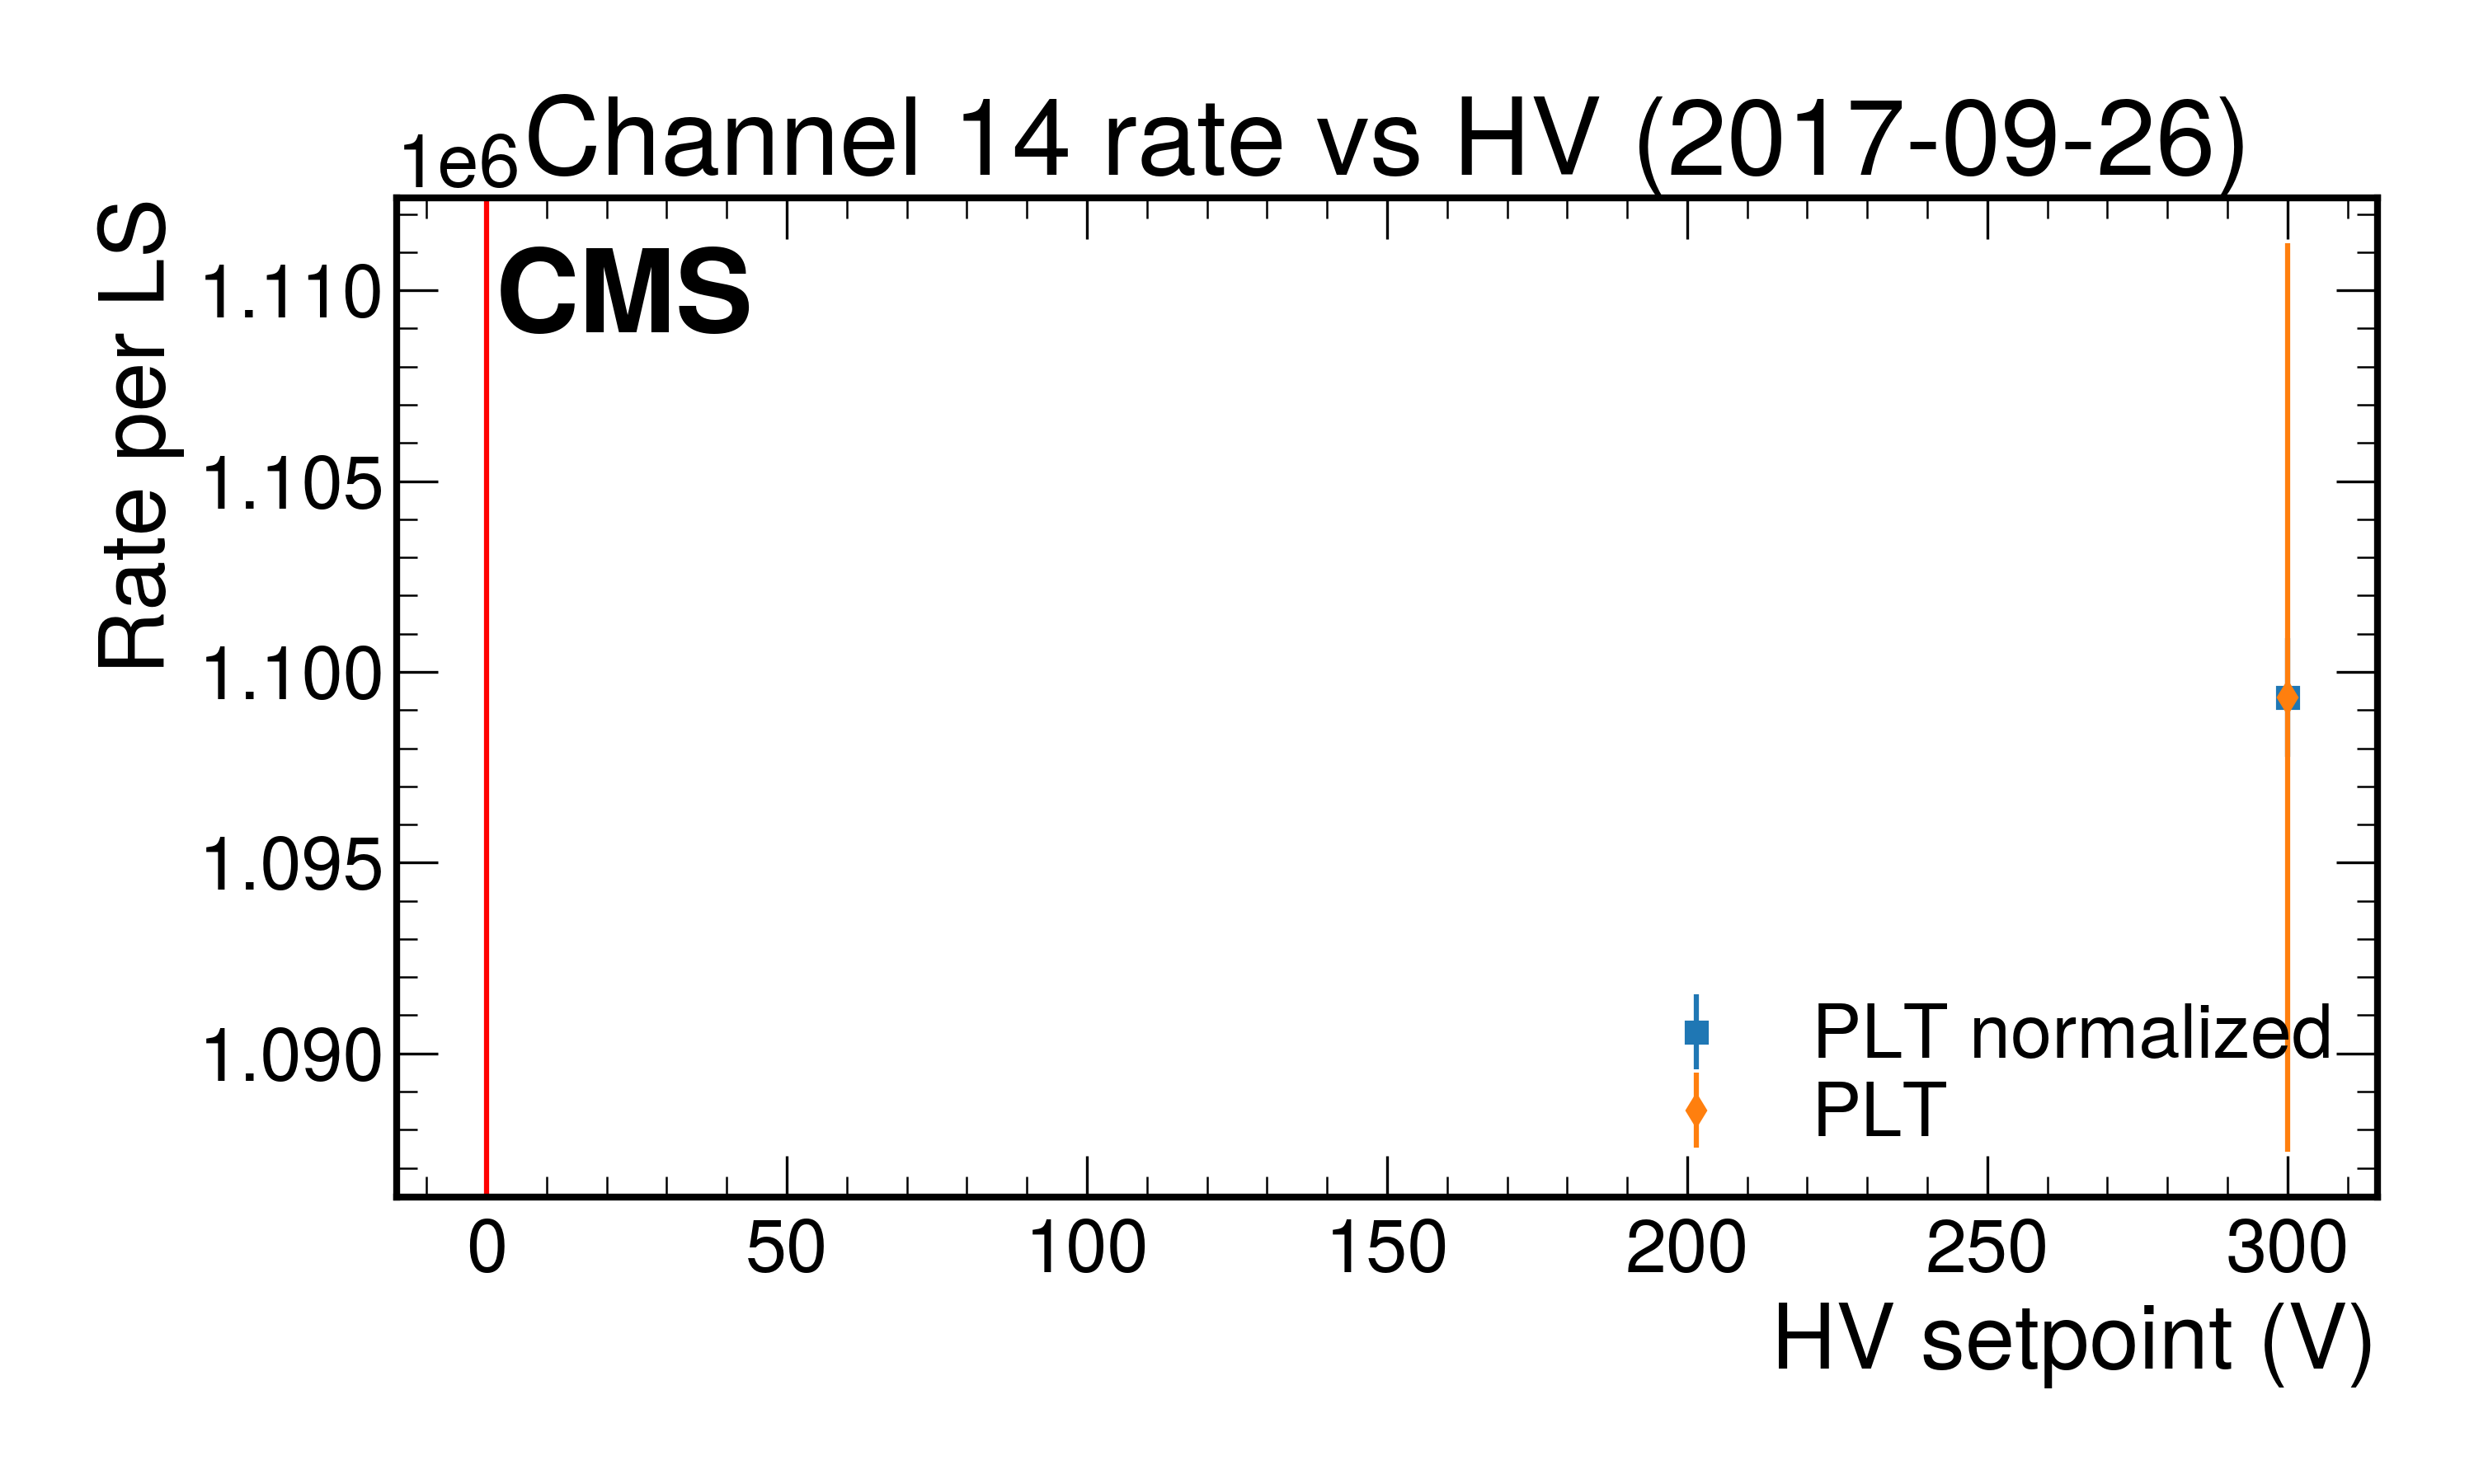 1e6
Channel 14 rate vs HV (2017-09-26)
CMS
Rate per LS
1.110
1.105
1.100
1.095
1.090
PLT normalized
PLT
0 50 100 150 200 250 300
HV setpoint (V)